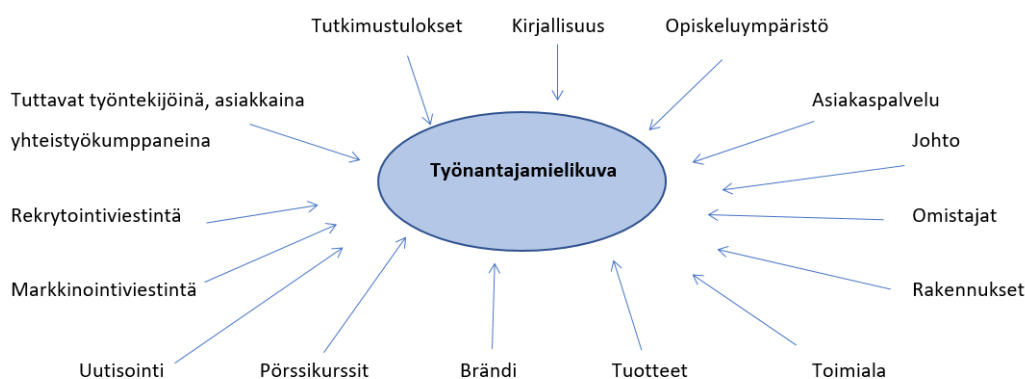 Tutkimustulokset
Kirjallisuus
Opiskeluympäristö
Tuttavat työntekijöinä, asiakkaina
yhteistyökumppaneina
Asiakaspalvelu
Johto
Työnantajamielikuva
Rekrytointiviestintä
Omistajat
Markkinointiviestintä
Rakennukset
Uutisointi
Pörssikurssit
Brändi
Tuotteet
Toimiala